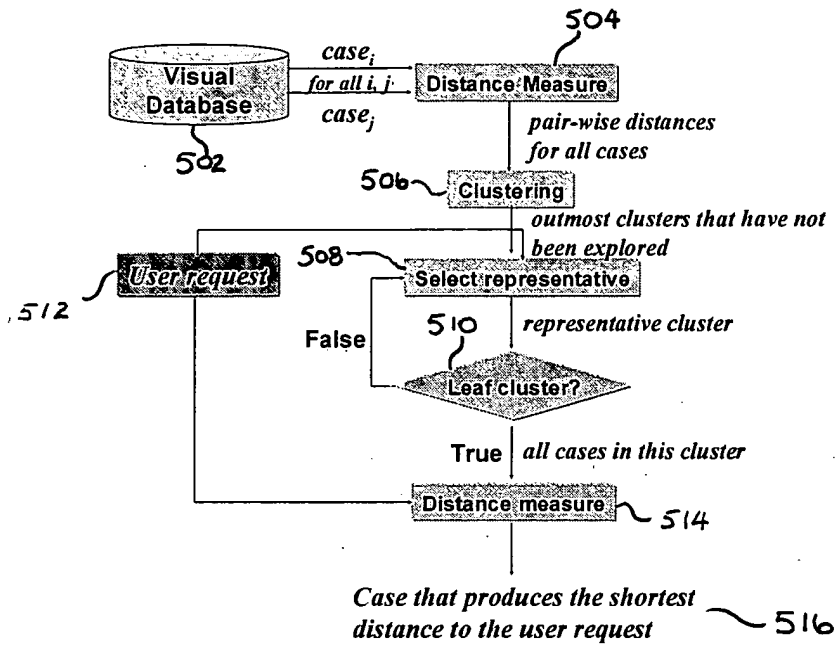 504
case_i
Visual
Database
for all i, j
Distance Measure
case_j
502
pair-wise distances
for all cases
506
Clustering
outmost clusters that have not
been explored
508
User request
Select representative
512
510
representative cluster
False
Leaf cluster?
True
all cases in this cluster
Distance measure
514
Case that produces the shortest
distance to the user request
516